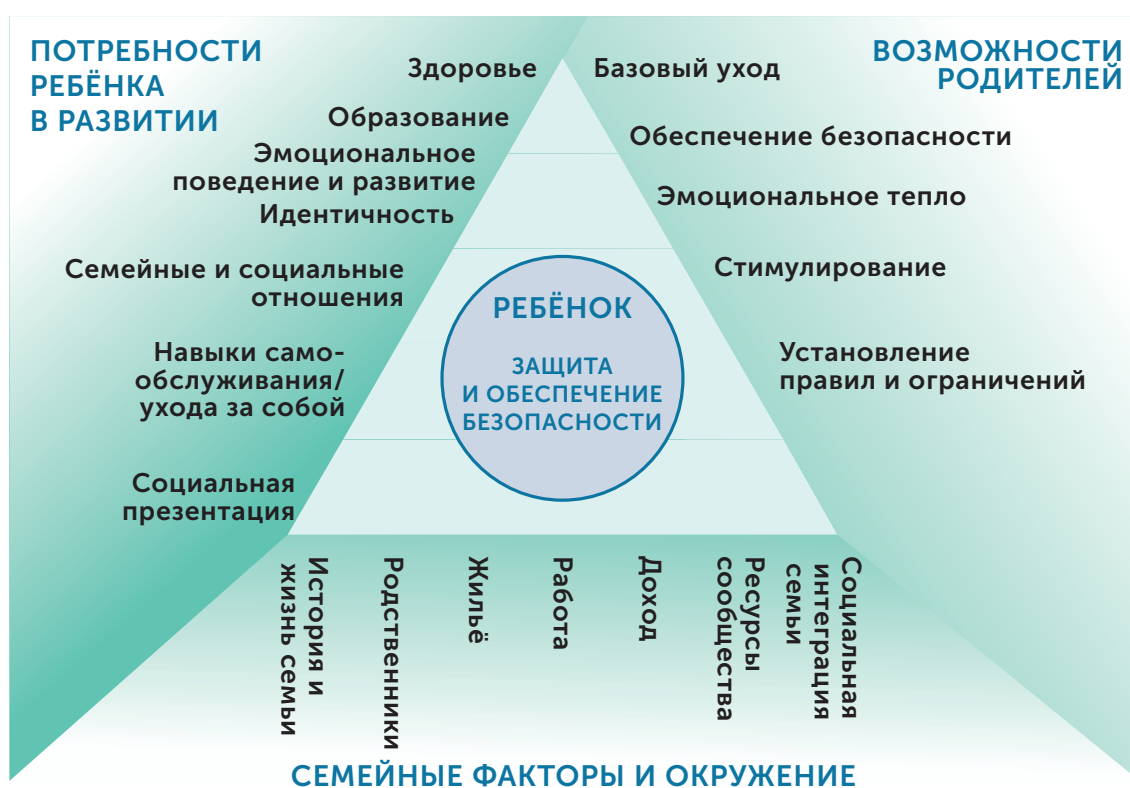 ПОТРЕБНОСТИ
РЕБЁНКА
В РАЗВИТИИ
Здоровье
Образование
Эмоциональное
поведение и развитие
Идентичность
Семейные и социальные
отношения
Навыки само-
обслуживания/
ухода за собой
Социальная
презентация
ВОЗМОЖНОСТИ
РОДИТЕЛЕЙ
Базовый уход
Обеспечение безопасности
Эмоциональное тепло
Стимулирование
Установление
правил и ограничений
РЕБЁНОК
ЗАЩИТА
И ОБЕСПЕЧЕНИЕ
БЕЗОПАСНОСТИ
История и
жизнь семьи
Родственники
Жильё
Работа
Доход
Ресурсы
сообщества
Социальная
интеграция
семьи
СЕМЕЙНЫЕ ФАКТОРЫ И ОКРУЖЕНИЕ